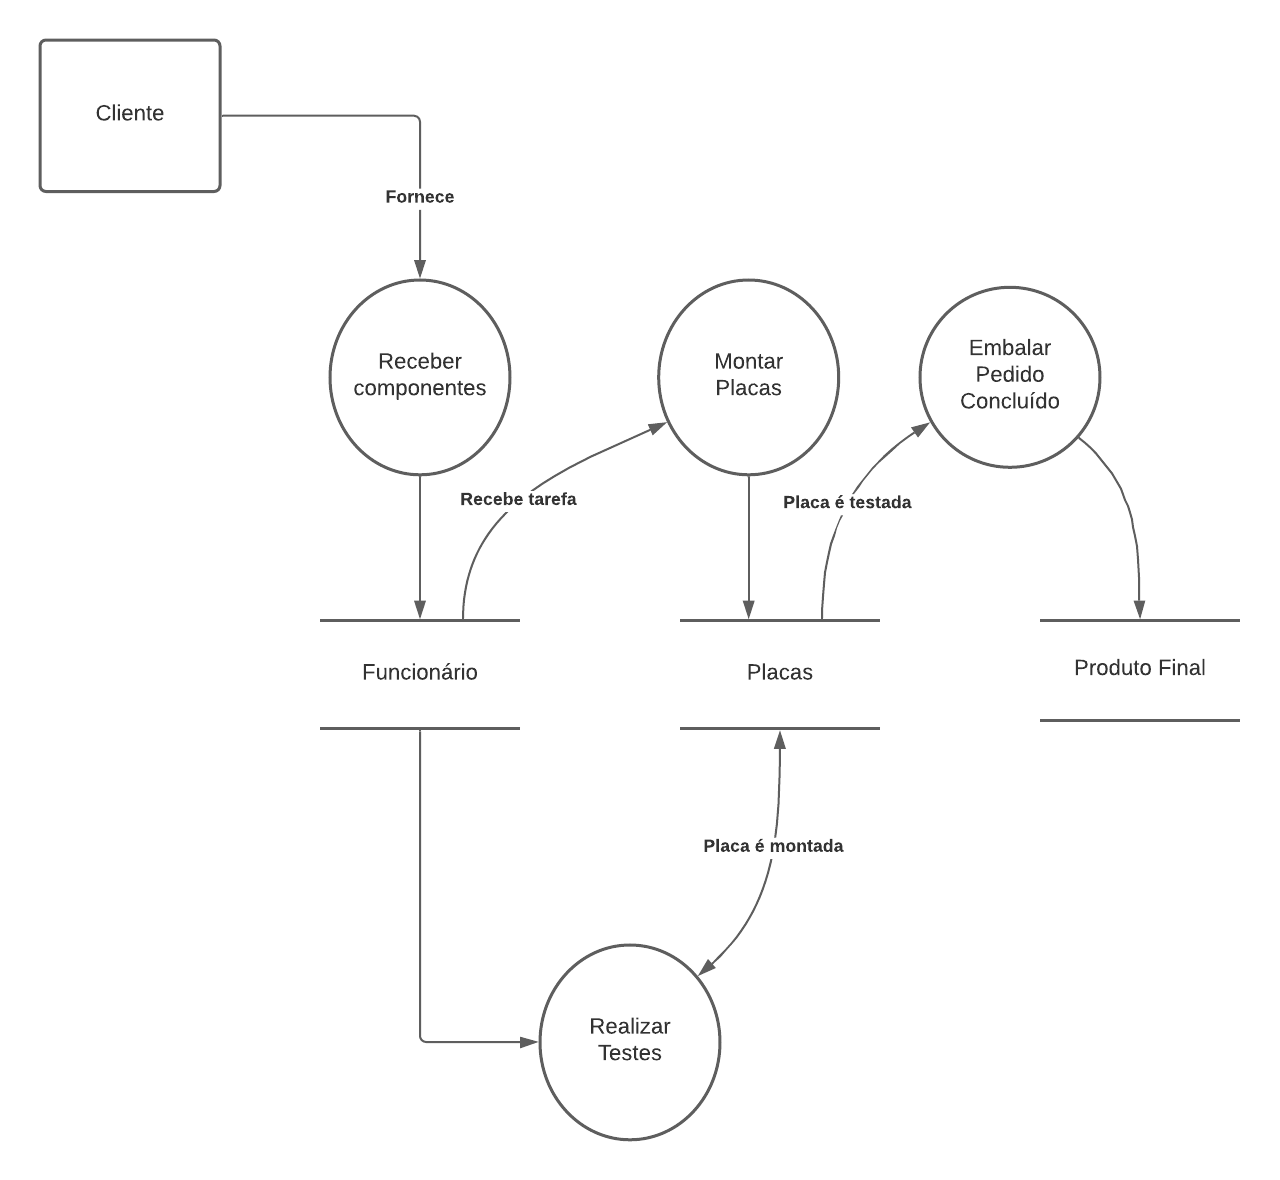 Cliente
Fornece
Receber
componentes
Montar
Placas
Embalar
Pedido
Concluído
Recebe tarefa
Placa é testada
Funcionário
Placas
Produto Final
Placa é montada
Realizar
Testes